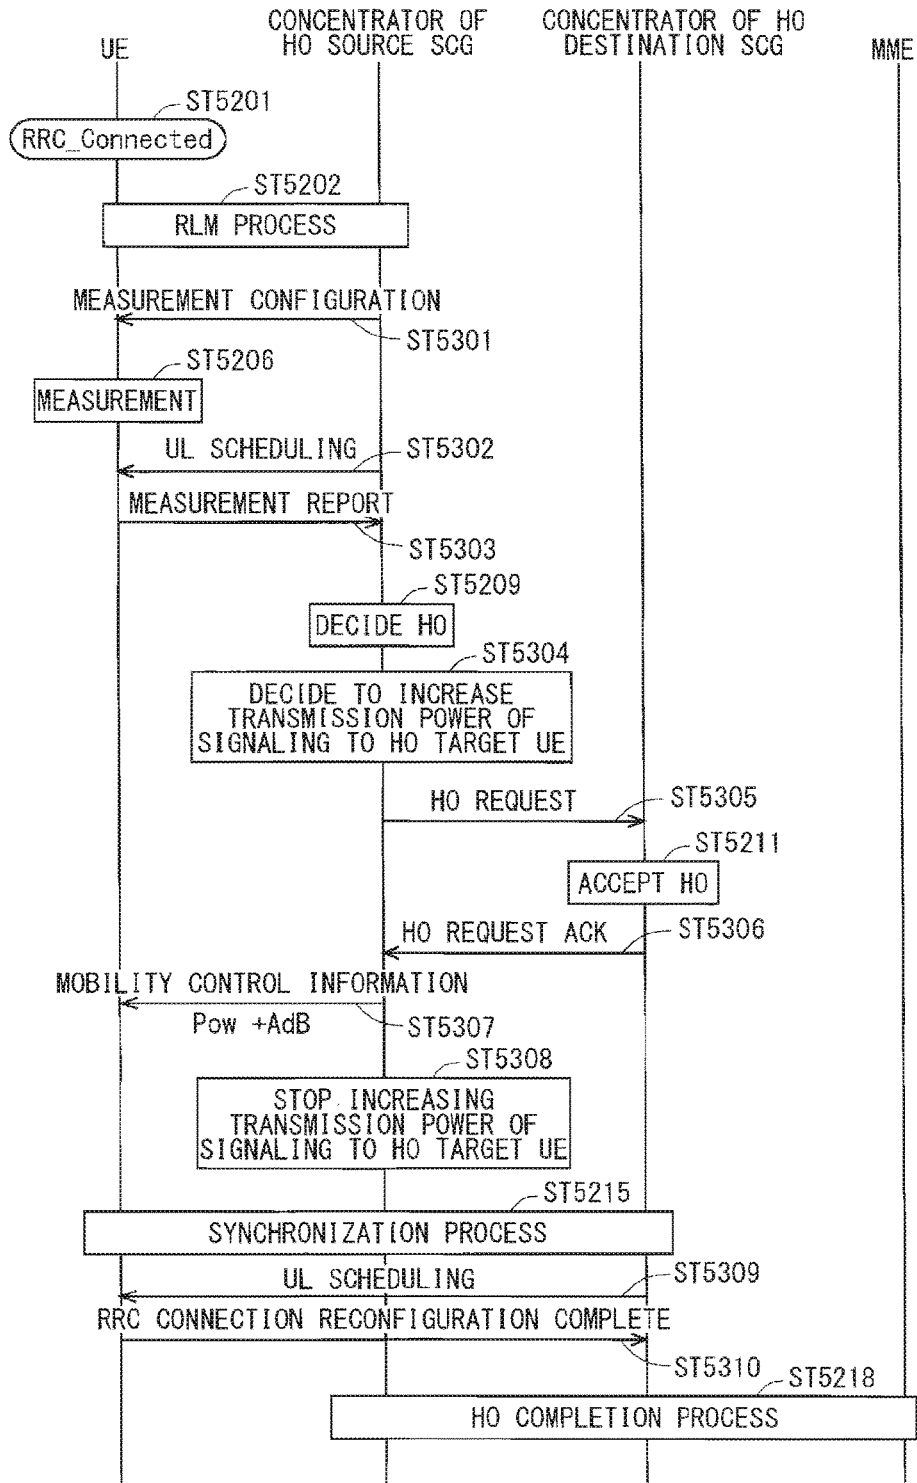 UE
CONCENTRATOR OF
HO SOURCE SCG
CONCENTRATOR OF HO
DESTINATION SCG
MME
ST5201
RRC_Connected
ST5202
RLM PROCESS
MEASUREMENT CONFIGURATION
ST5301
ST5206
MEASUREMENT
UL SCHEDULING
ST5302
MEASUREMENT REPORT
ST5303
ST5209
DECIDE HO
ST5304
DECIDE TO INCREASE
TRANSMISSION POWER OF
SIGNALING TO HO TARGET UE
HO REQUEST
ST5305
ST5211
ACCEPT HO
HO REQUEST ACK
ST5306
MOBILITY CONTROL INFORMATION
Pow +AdB
ST5307
ST5308
STOP INCREASING
TRANSMISSION POWER OF
SIGNALING TO HO TARGET UE
ST5215
SYNCHRONIZATION PROCESS
UL SCHEDULING
ST5309
RRC CONNECTION RECONFIGURATION COMPLETE
ST5310
ST5218
HO COMPLETION PROCESS